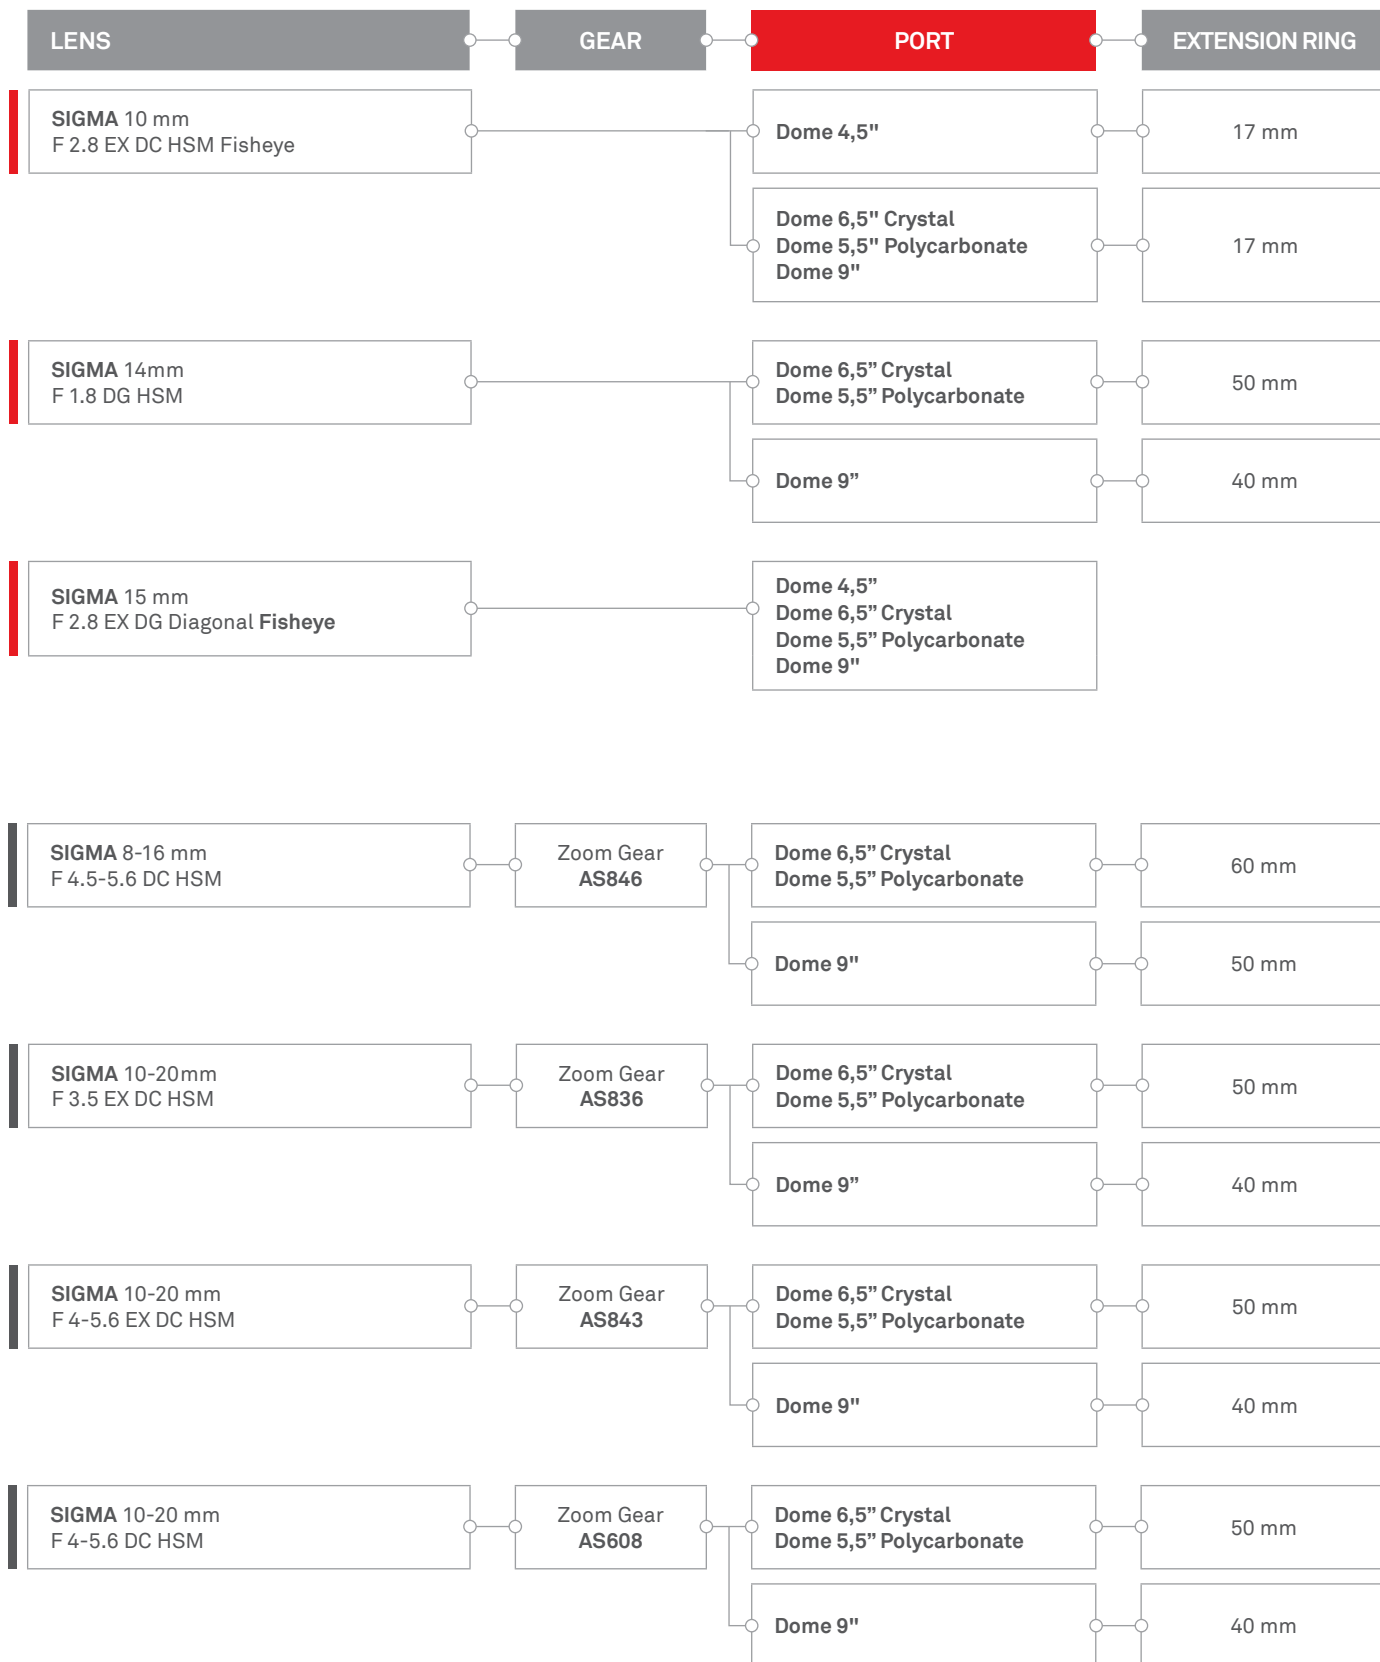 LENS GEAR PORT EXTENSION RING
SIGMA 10 mm
F 2.8 EX DC HSM Fisheye
Dome 4,5"
17 mm
Dome 6,5" Crystal
Dome 5,5" Polycarbonate
Dome 9"
17 mm
SIGMA 14mm
F 1.8 DG HSM
Dome 6,5” Crystal
Dome 5,5” Polycarbonate
50 mm
Dome 9”
40 mm
SIGMA 15 mm
F 2.8 EX DG Diagonal Fisheye
Dome 4,5”
Dome 6,5” Crystal
Dome 5,5” Polycarbonate
Dome 9"
SIGMA 8-16 mm
F 4.5-5.6 DC HSM
Zoom Gear
AS846
Dome 6,5” Crystal
Dome 5,5” Polycarbonate
60 mm
Dome 9"
50 mm
SIGMA 10-20mm
F 3.5 EX DC HSM
Zoom Gear
AS836
Dome 6,5” Crystal
Dome 5,5” Polycarbonate
50 mm
Dome 9”
40 mm
SIGMA 10-20 mm
F 4-5.6 EX DC HSM
Zoom Gear
AS843
Dome 6,5” Crystal
Dome 5,5” Polycarbonate
50 mm
Dome 9"
40 mm
SIGMA 10-20 mm
F 4-5.6 DC HSM
Zoom Gear
AS608
Dome 6,5” Crystal
Dome 5,5” Polycarbonate
50 mm
Dome 9"
40 mm